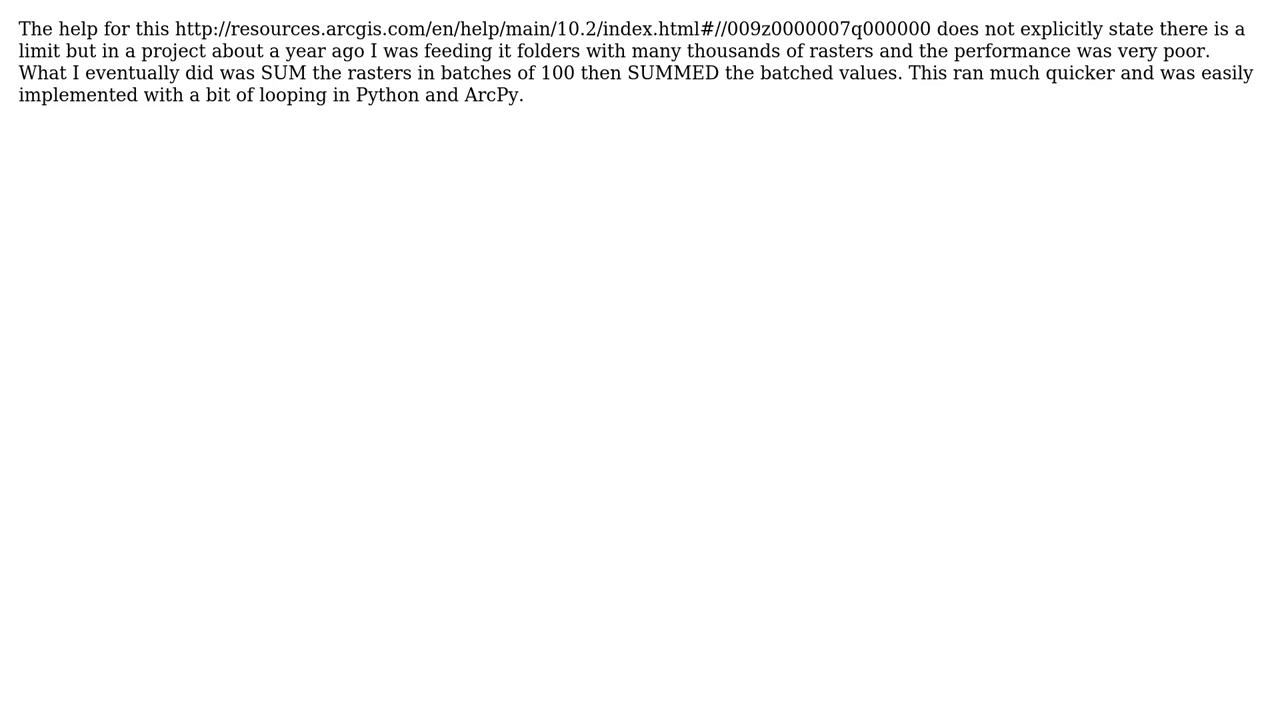 The help for this http://resources.arcgis.com/en/help/main/10.2/index.html#//009z0000007q000000 does not explicitly state there is a
limit but in a project about a year ago I was feeding it folders with many thousands of rasters and the performance was very poor.
What I eventually did was SUM the rasters in batches of 100 then SUMMED the batched values. This ran much quicker and was easily
implemented with a bit of looping in Python and ArcPy.